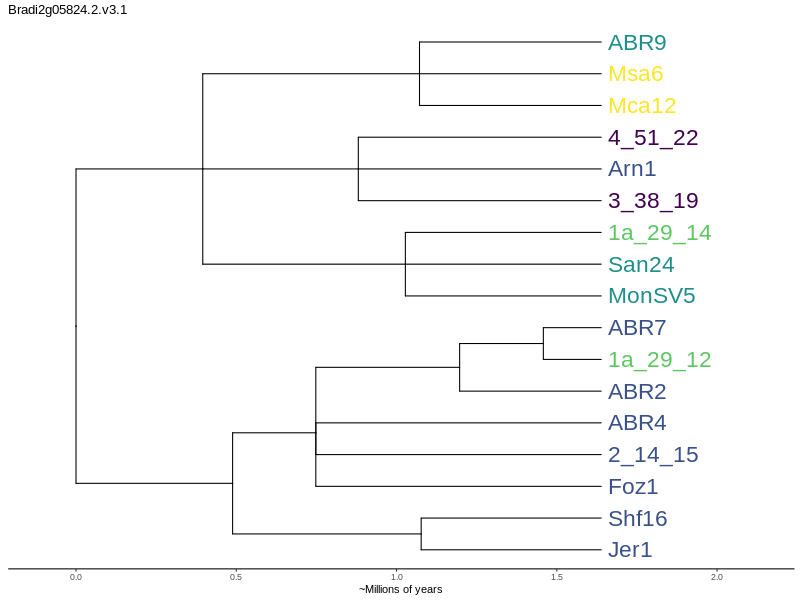 Bradi2g05824.2.v3.1
ABR9
Msa6
Mca12
4_51_22
Arn1
3_38_19
1a_29_14
San24
MonSV5
ABR7
1a_29_12
ABR2
ABR4
2_14_15
Foz1
Shf16
Jer1
0.0 0.5 1.0 1.5 2.0
~Millions of years